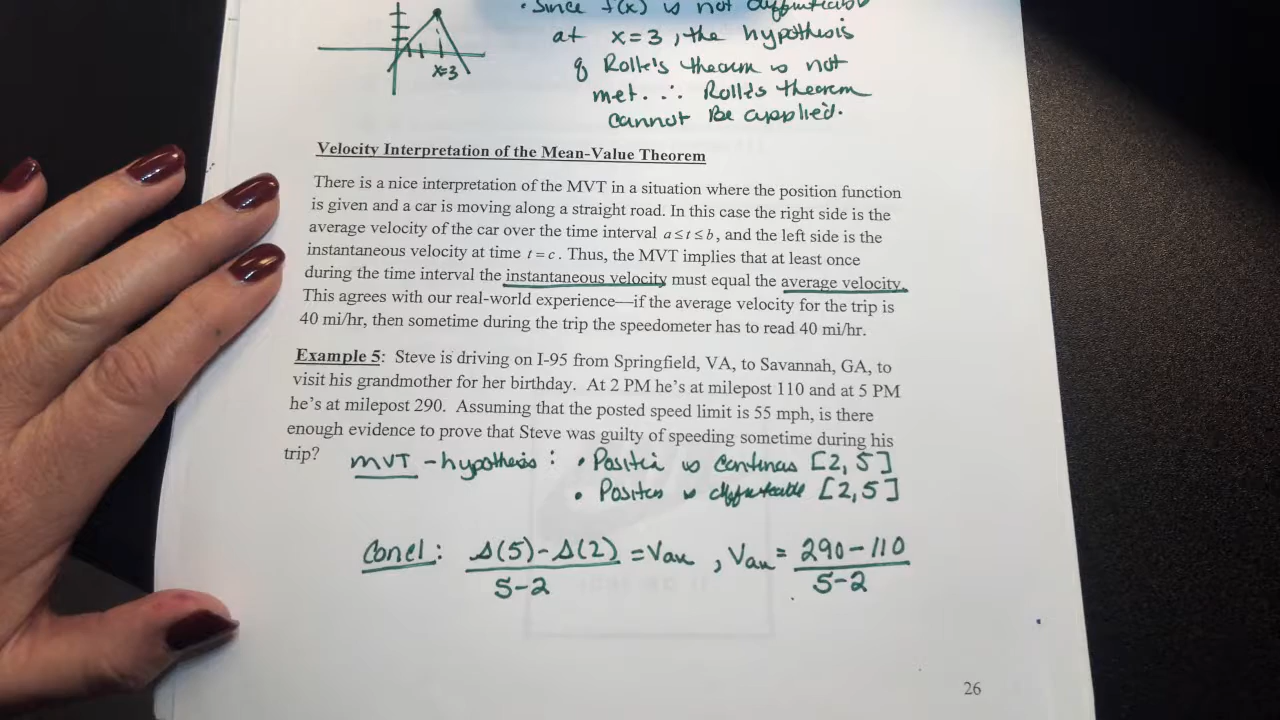 • Since f(x) is not
at x=3, the hypothesis
of Rolle's theorem is not
met. ∴ Rolle's theorem
cannot be applied.
x=3
Velocity Interpretation of the Mean-Value Theorem
There is a nice interpretation of the MVT in a situation where the position function
is given and a car is moving along a straight road. In this case the right side is the
average velocity of the car over the time interval a≤t≤b, and the left side is the
instantaneous velocity at time t=c. Thus, the MVT implies that at least once
during the time interval the instantaneous velocity must equal the average velocity.
This agrees with our real-world experience—if the average velocity for the trip is
40 mi/hr, then sometime during the trip the speedometer has to read 40 mi/hr.
Example 5: Steve is driving on I-95 from Springfield, VA, to Savannah, GA, to
visit his grandmother for her birthday. At 2 PM he's at milepost 110 and at 5 PM
he's at milepost 290. Assuming that the posted speed limit is 55 mph, is there
enough evidence to prove that Steve was guilty of speeding sometime during his
trip?
MVT - hypothesis: • Position is continuous [2,5]
• Position is differentiable [2,5]
Concl: s(5)-s(2) / 5-2 = Vav, Vav = 290-110 / 5-2
26